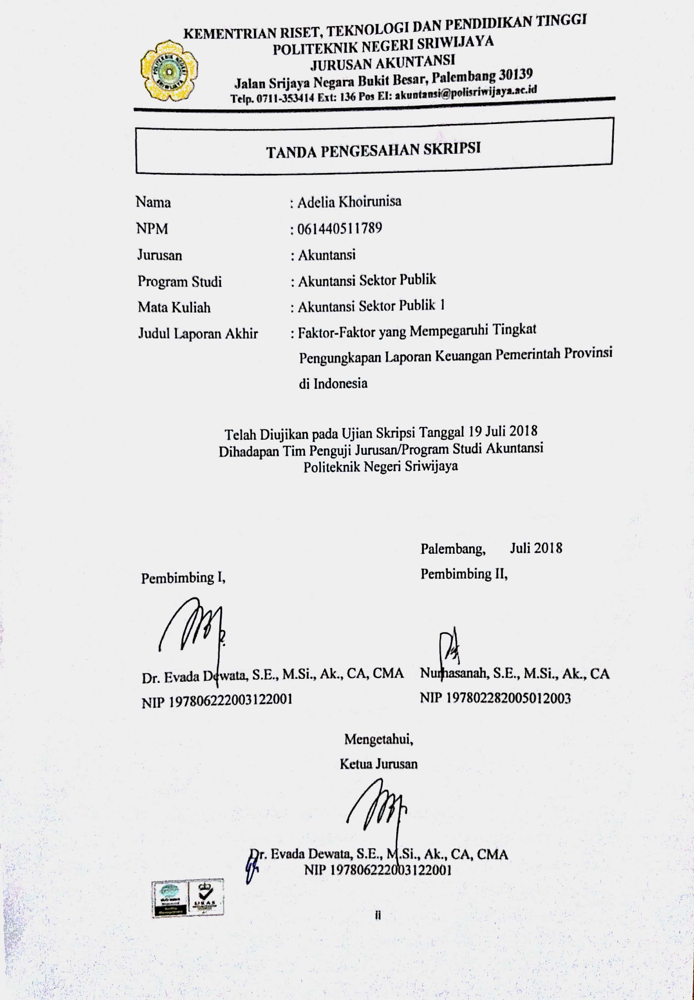 KEMENTRIAN RISET, TEKNOLOGI DAN PENDIDIKAN TINGGI
POLITEKNIK NEGERI SRIWIJAYA
JURUSAN AKUNTANSI
Jalan Srijaya Negara Bukit Besar, Palembang 30139
Telp. 0711-353414 Ext: 136 Pos El: akuntansi@polisriwijaya.ac.id
POLITEKNIK NEGERI SRIWIJAYA
TANDA PENGESAHAN SKRIPSI
Nama : Adelia Khoirunisa
NPM : 061440511789
Jurusan : Akuntansi
Program Studi : Akuntansi Sektor Publik
Mata Kuliah : Akuntansi Sektor Publik 1
Judul Laporan Akhir : Faktor-Faktor yang Mempegaruhi Tingkat
Pengungkapan Laporan Keuangan Pemerintah Provinsi
di Indonesia
Telah Diujikan pada Ujian Skripsi Tanggal 19 Juli 2018
Dihadapan Tim Penguji Jurusan/Program Studi Akuntansi
Politeknik Negeri Sriwijaya
Palembang, Juli 2018
Pembimbing I, Pembimbing II,
Dr. Evada Dewata, S.E., M.Si., Ak., CA, CMA Nurhasanah, S.E., M.Si., Ak., CA
NIP 197806222003122001 NIP 197802282005012003
Mengetahui,
Ketua Jurusan
Dr. Evada Dewata, S.E., M.Si., Ak., CA, CMA
NIP 197806222003122001
UKAS
ii